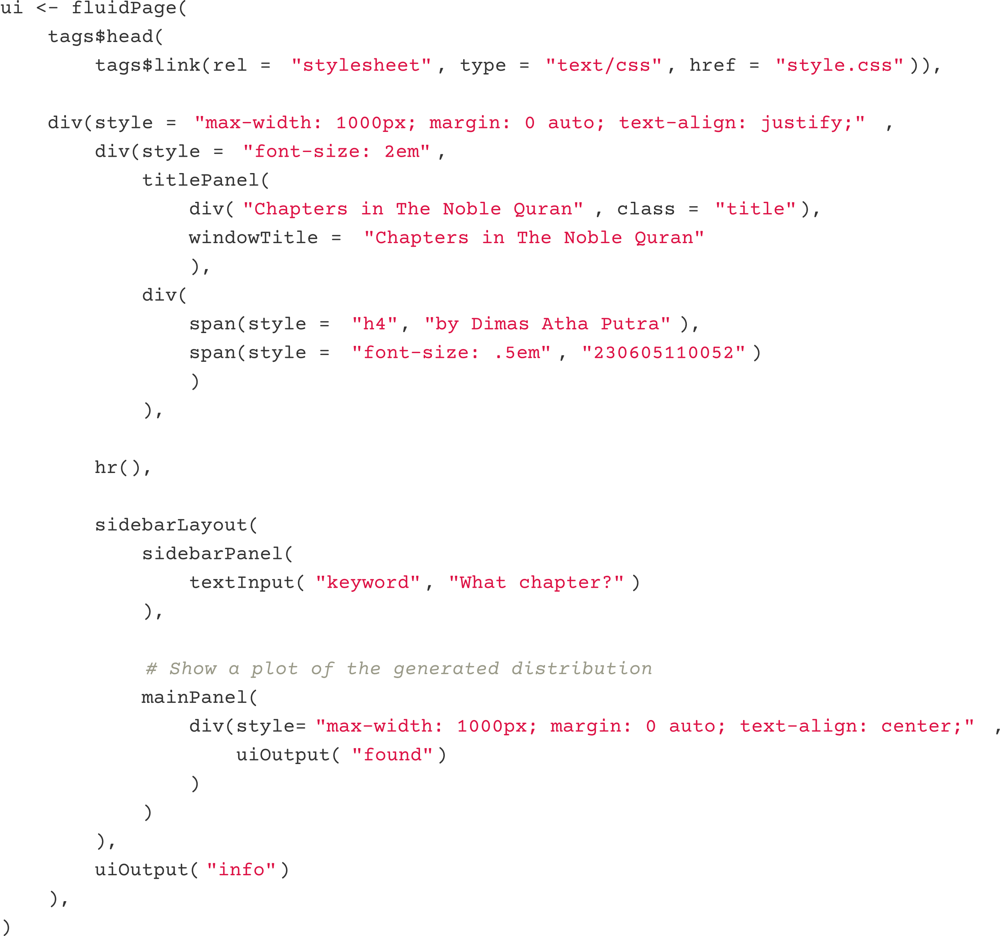 ui <- fluidPage(
    tags$head(
        tags$link(rel = "stylesheet", type = "text/css", href = "style.css")),

    div(style = "max-width: 1000px; margin: 0 auto; text-align: justify;" ,
        div(style = "font-size: 2em",
            titlePanel(
                div("Chapters in The Noble Quran" , class = "title"),
                windowTitle = "Chapters in The Noble Quran"
                ),
            div(
                span(style = "h4", "by Dimas Atha Putra"),
                span(style = "font-size: .5em", "230605110052")
                )
            ),

        hr(),

        sidebarLayout(
            sidebarPanel(
                textInput("keyword", "What chapter?")
            ),

            # Show a plot of the generated distribution
            mainPanel(
                div(style="max-width: 1000px; margin: 0 auto; text-align: center;" ,
                    uiOutput("found")
                )
            )
        ),
        uiOutput("info")
    ),
)